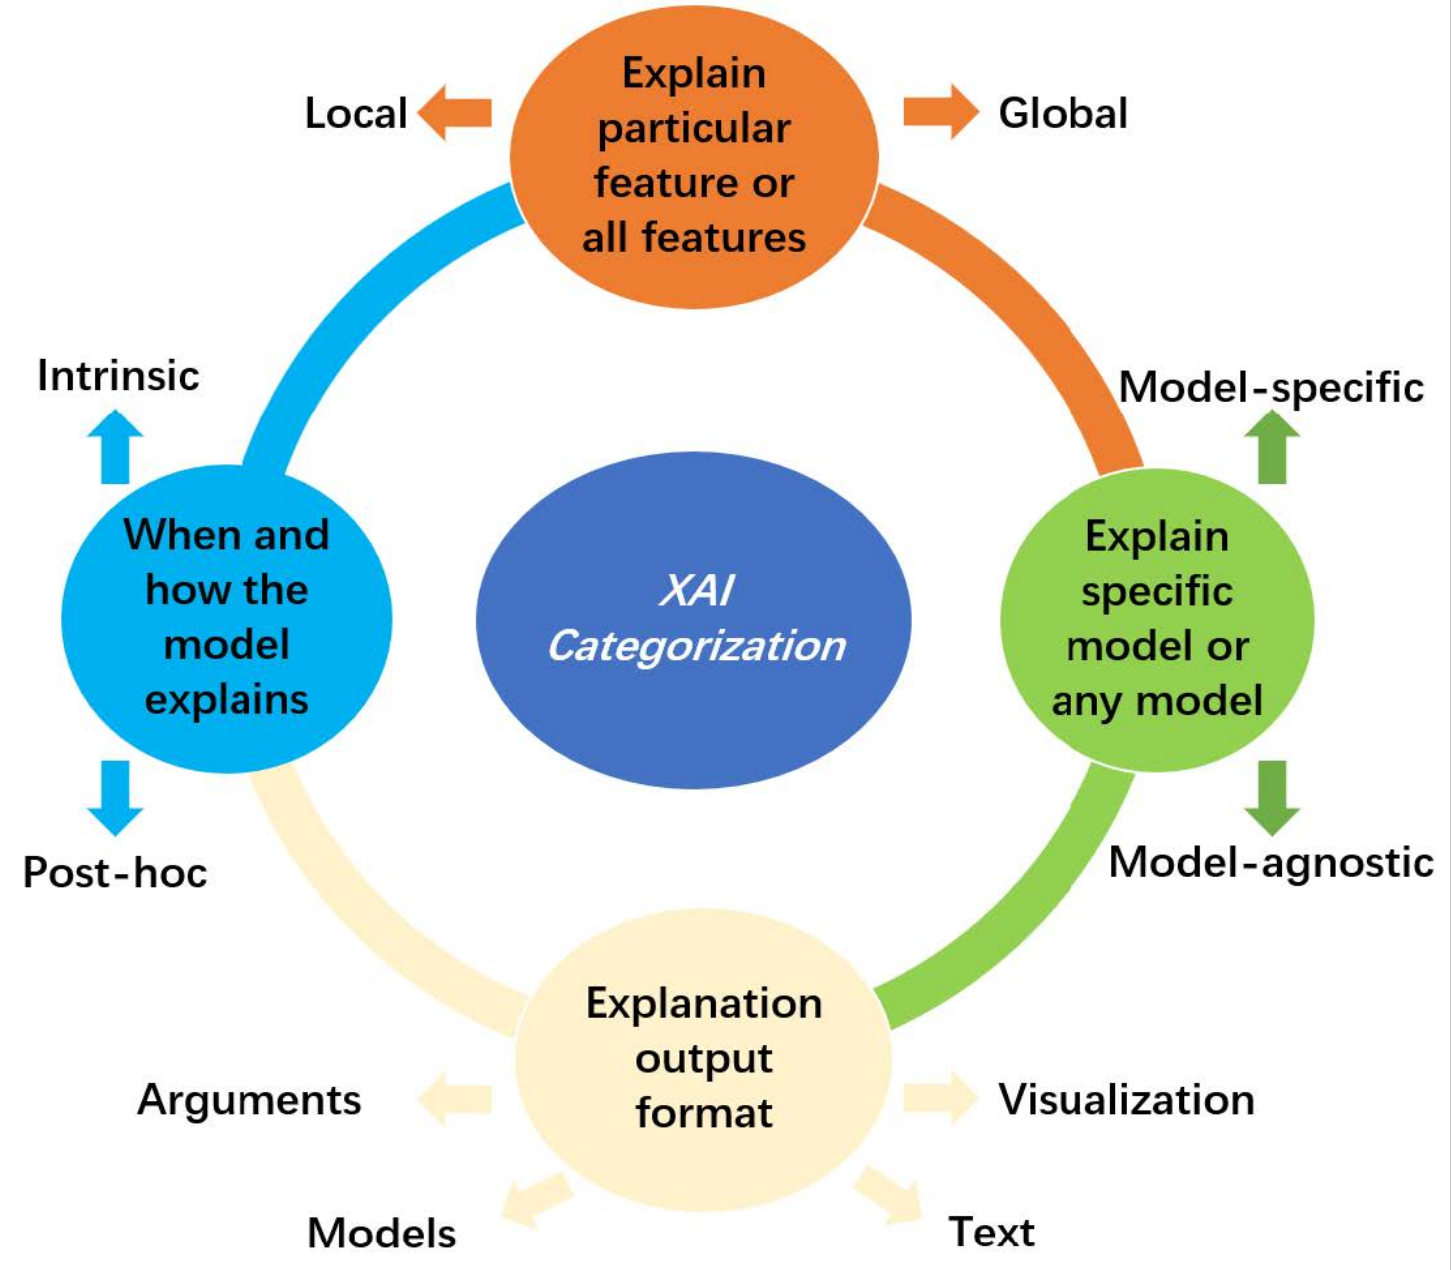 Explain
particular
feature or
all features
Local
Global
Intrinsic
Model-specific
When and
how the
model
explains
XAI
Categorization
Explain
specific
model or
any model
Post-hoc
Model-agnostic
Explanation
output
format
Arguments
Visualization
Models
Text